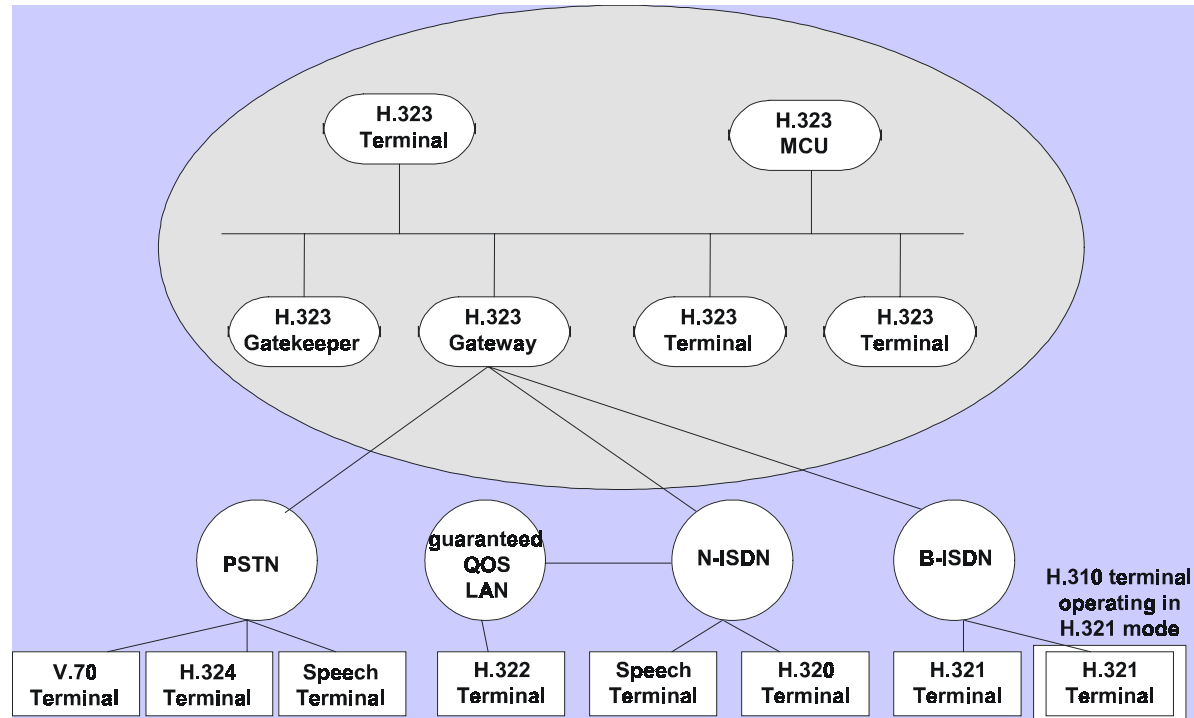 H.323
Terminal
H.323
MCU
H.323
Gatekeeper
H.323
Gateway
H.323
Terminal
H.323
Terminal
PSTN
guaranteed
QOS
LAN
N-ISDN
B-ISDN
H.310 terminal
operating in
H.321 mode
V.70
Terminal
H.324
Terminal
Speech
Terminal
H.322
Terminal
Speech
Terminal
H.320
Terminal
H.321
Terminal
H.321
Terminal